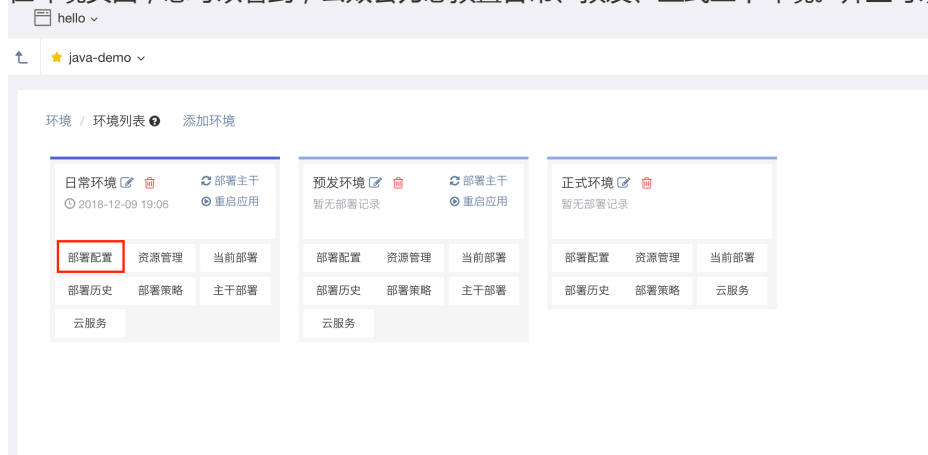 hello
java-demo
环境 / 环境列表 添加环境
日常环境 部署主干 预发环境 部署主干 正式环境
2018-12-09 19:06 重启应用 暂无部署记录 重启应用 暂无部署记录
部署配置 资源管理 当前部署 部署配置 资源管理 当前部署 部署配置 资源管理 当前部署
部署历史 部署策略 主干部署 部署历史 部署策略 主干部署 部署历史 部署策略 云服务
云服务 云服务